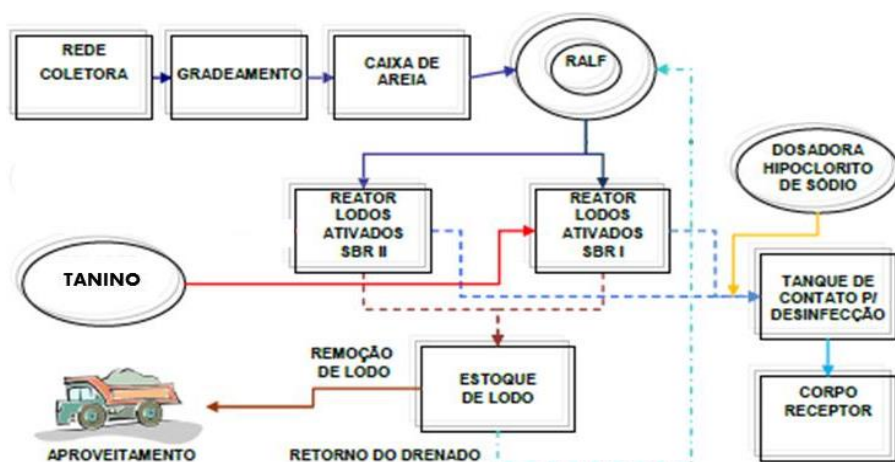 REDE
COLETORA
GRADEAMENTO
CAIXA DE
AREIA
RALF
DOSADORA
HIPOCLORITO
DE SÓDIO
REATOR
LODOS
ATIVADOS
SBR II
REATOR
LODOS
ATIVADOS
SBR I
TANINO
TANQUE DE
CONTATO P/
DESINFECÇÃO
REMOÇÃO
DE LODO
ESTOQUE
DE LODO
CORPO
RECEPTOR
APROVEITAMENTO
RETORNO DO DRENADO